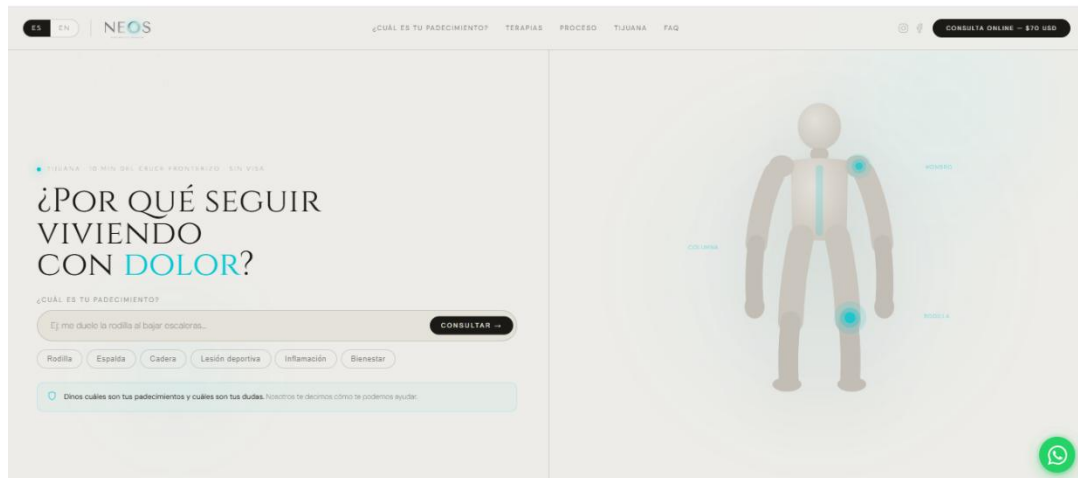 ES EN NEOS ¿CUÁL ES TU PADECIMIENTO? TERAPIAS PROCESO TIJUANA FAQ CONSULTA ONLINE — $70 USD
TIJUANA · 10 MIN DEL CRUCE FRONTERIZO · SIN VISA
¿POR QUÉ SEGUIR
VIVIENDO
CON DOLOR?
¿CUÁL ES TU PADECIMIENTO?
Ej: me duele la rodilla al bajar escaleras...
CONSULTAR →
Rodilla Espalda Cadera Lesión deportiva Inflamación Bienestar
Dinos cuáles son tus padecimientos y cuáles son tus dudas. Nosotros te decimos cómo te podemos ayudar.
HOMBRO
COLUMNA
RODILLA